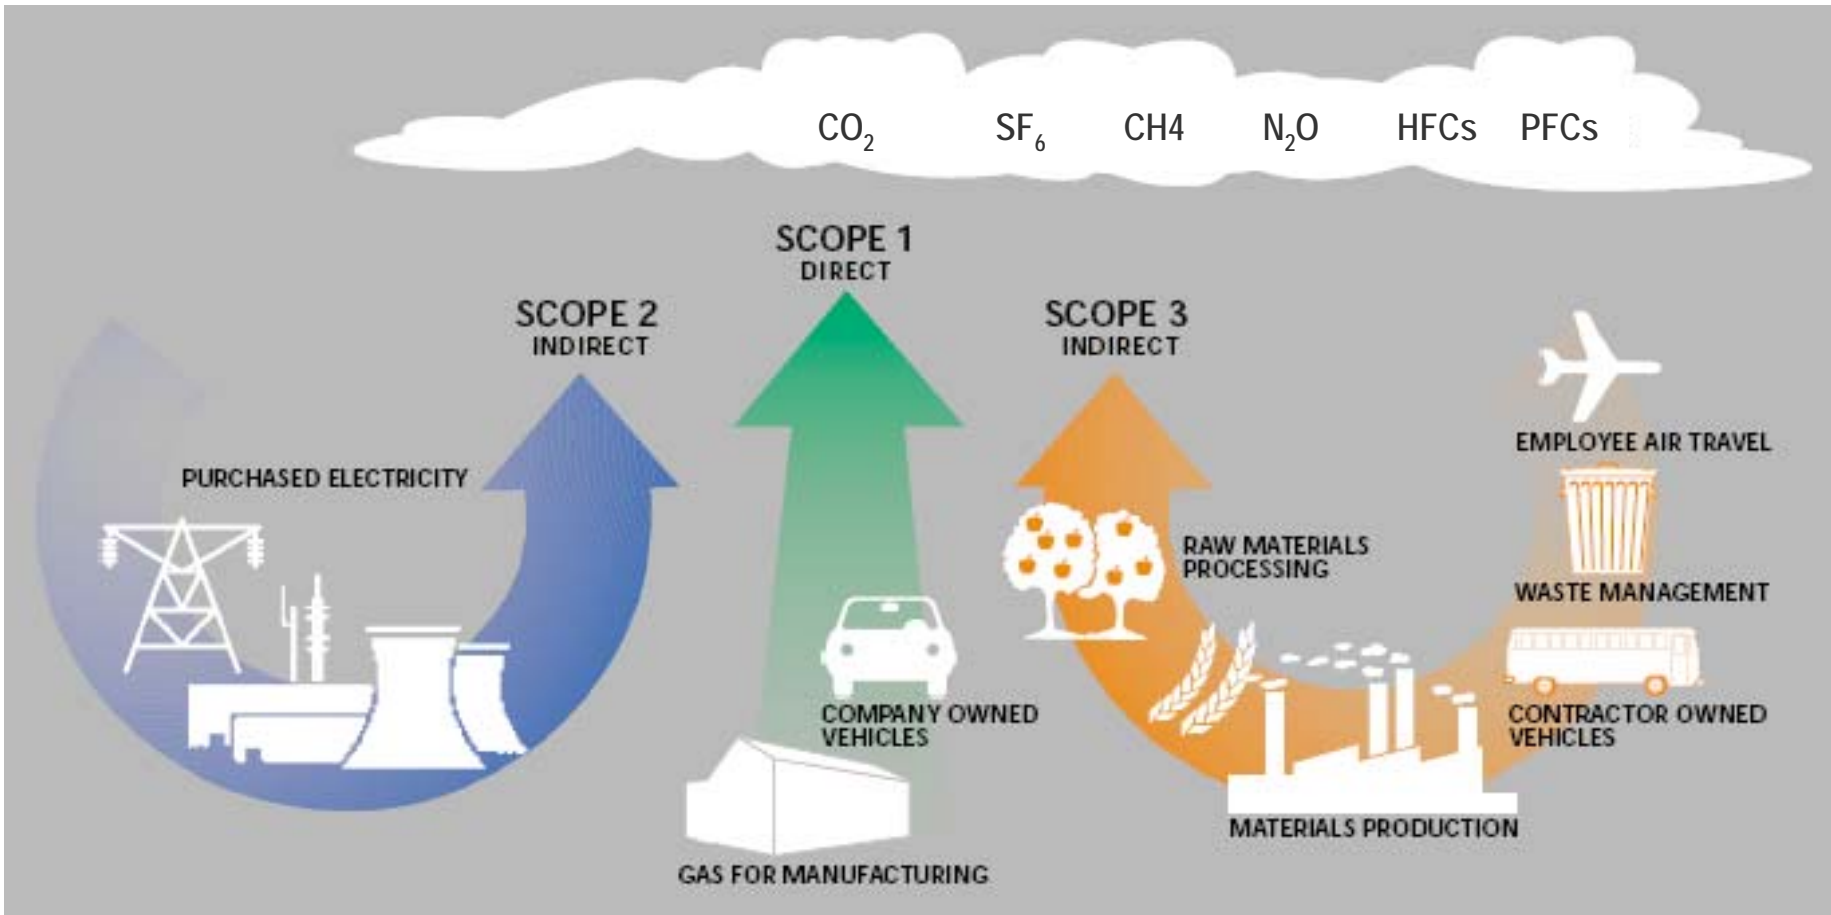 CO₂ SF₆ CH4 N₂O HFCs PFCs
SCOPE 1
DIRECT
SCOPE 2
INDIRECT
SCOPE 3
INDIRECT
PURCHASED ELECTRICITY
COMPANY OWNED
VEHICLES
GAS FOR MANUFACTURING
RAW MATERIALS
PROCESSING
MATERIALS PRODUCTION
EMPLOYEE AIR TRAVEL
WASTE MANAGEMENT
CONTRACTOR OWNED
VEHICLES